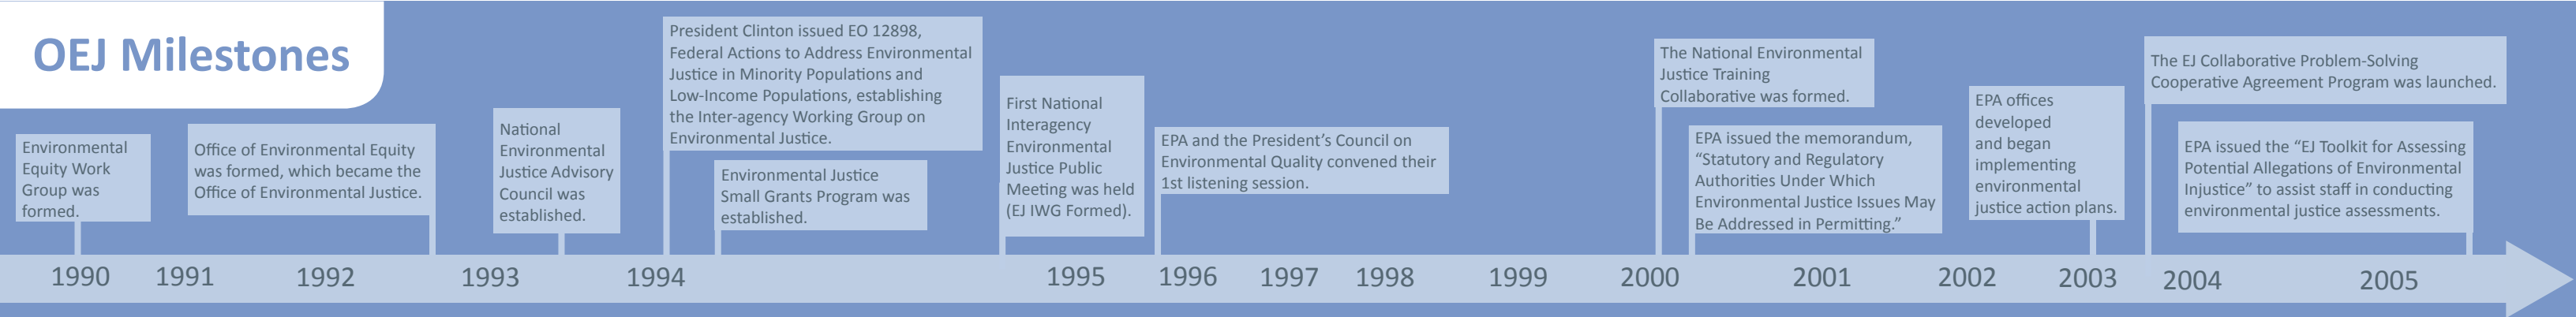 OEJ Milestones
Environmental
Equity Work
Group was
formed.
Office of Environmental Equity
was formed, which became the
Office of Environmental Justice.
National
Environmental
Justice Advisory
Council was
established.
President Clinton issued EO 12898,
Federal Actions to Address Environmental
Justice in Minority Populations and
Low-Income Populations, establishing
the Inter-agency Working Group on
Environmental Justice.
Environmental Justice
Small Grants Program was
established.
First National
Interagency
Environmental
Justice Public
Meeting was held
(EJ IWG Formed).
EPA and the President’s Council on
Environmental Quality convened their
1st listening session.
The National Environmental
Justice Training
Collaborative was formed.
EPA issued the memorandum,
“Statutory and Regulatory
Authorities Under Which
Environmental Justice Issues May
Be Addressed in Permitting.”
EPA offices
developed
and began
implementing
environmental
justice action plans.
The EJ Collaborative Problem-Solving
Cooperative Agreement Program was launched.
EPA issued the “EJ Toolkit for Assessing
Potential Allegations of Environmental
Injustice” to assist staff in conducting
environmental justice assessments.
1990 1991 1992 1993 1994 1995 1996 1997 1998 1999 2000 2001 2002 2003 2004 2005